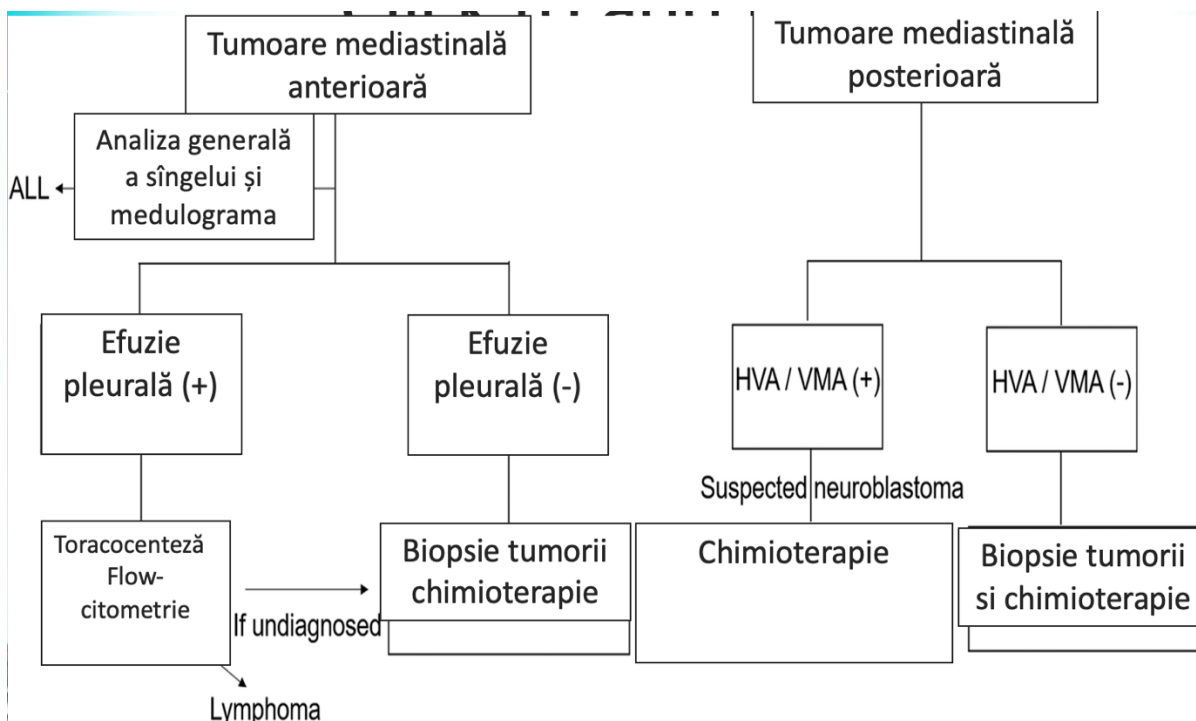 Tumoare mediastinală
anterioară
Tumoare mediastinală
posterioară
Analiza generală
a sîngelui și
medulograma
ALL
Efuzie
pleurală (+)
Efuzie
pleurală (-)
HVA / VMA (+)
HVA / VMA (-)
Suspected neuroblastoma
Toracocenteză
Flow-
citometrie
If undiagnosed
Lymphoma
Biopsie tumorii
chimioterapie
Chimioterapie
Biopsie tumorii
si chimioterapie